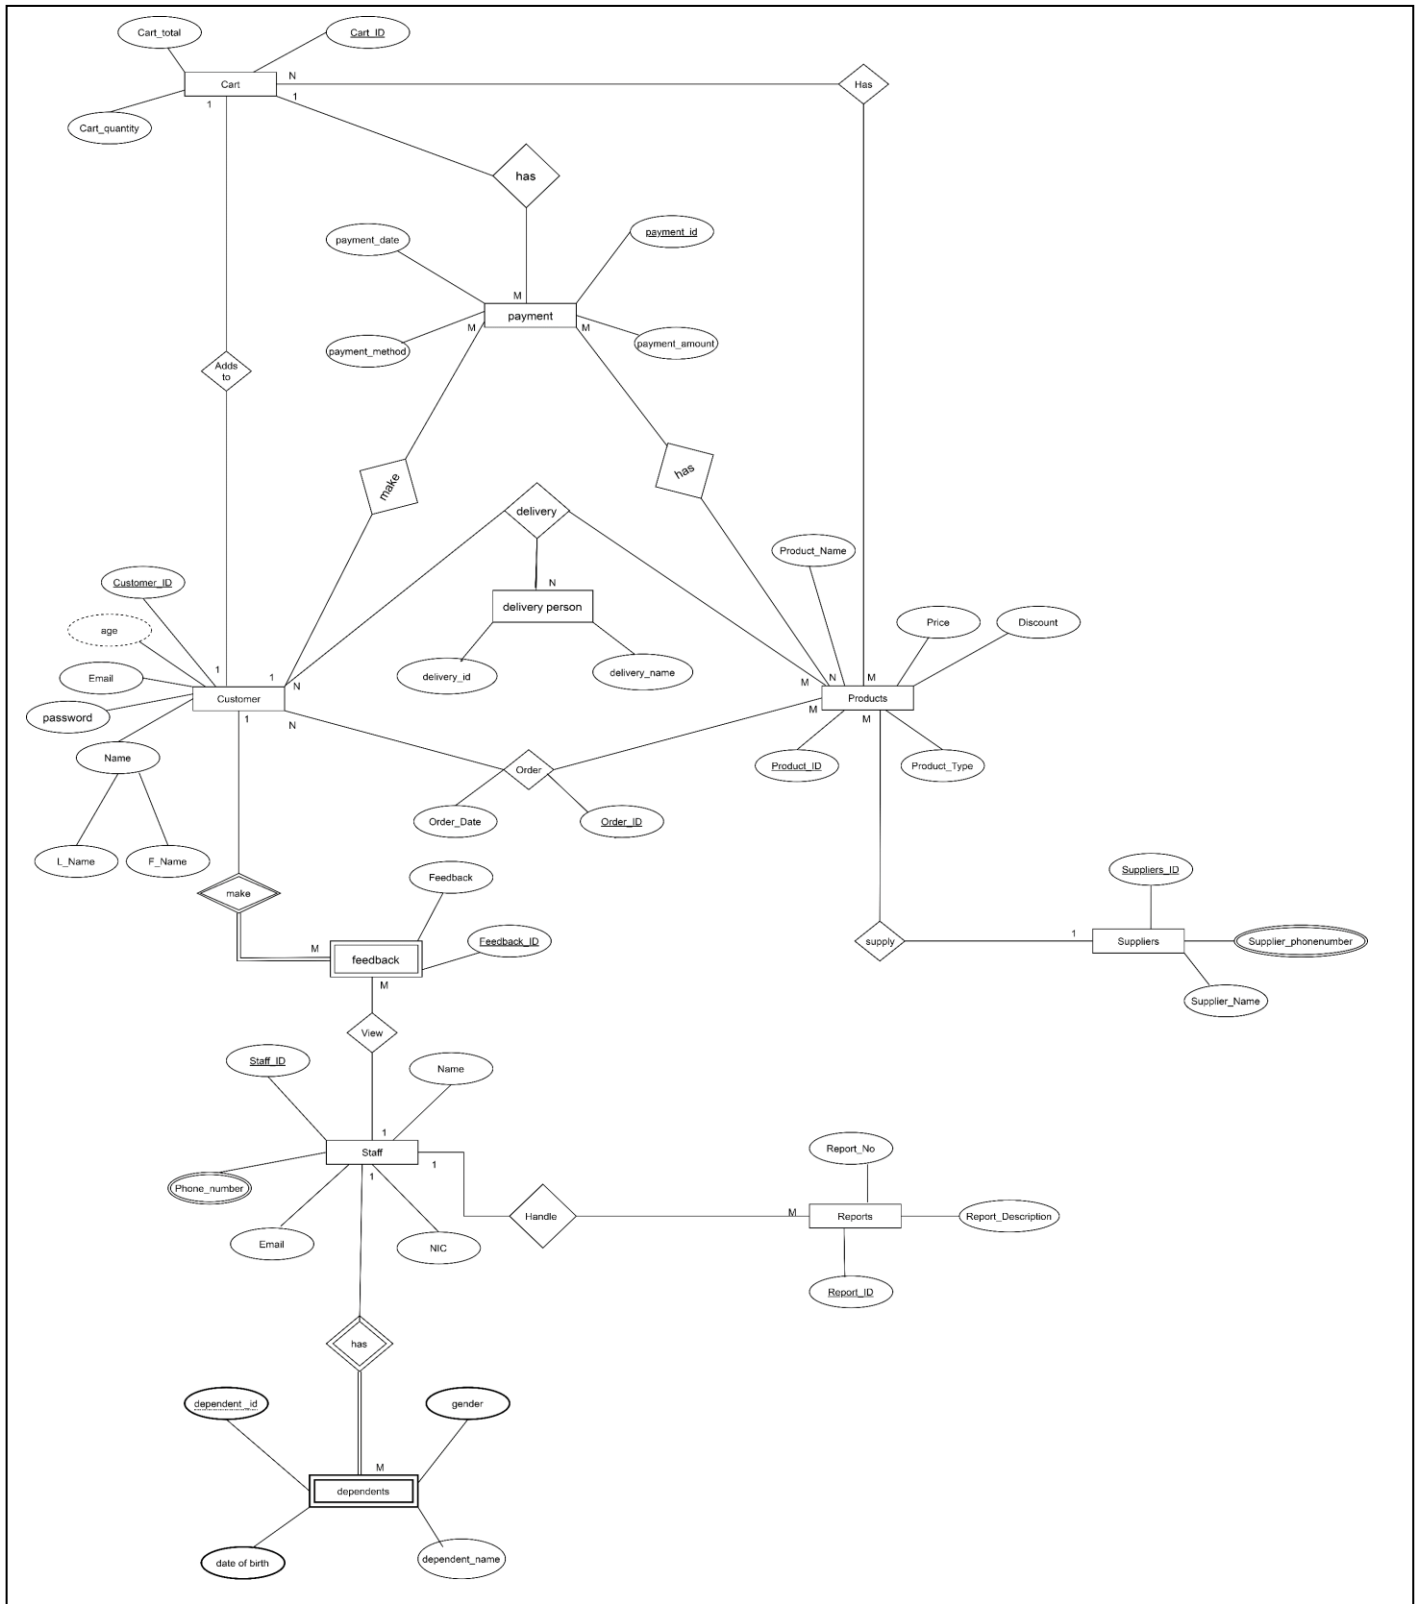 Cart_total
Cart_ID
Cart
N
Has
1
1
Cart_quantity
has
payment_date
payment_id
M
payment
M
M
payment_method
payment_amount
Adds
to
has
make
delivery
Product_Name
Customer_ID
N
delivery person
age
Price
Discount
delivery_id
delivery_name
Email
1
1
N
M
N
M
Customer
Products
password
1
N
M
M
Name
Order
Product_ID
Product_Type
Order_Date
Order_ID
L_Name
F_Name
Suppliers_ID
Feedback
make
Feedback_ID
M
feedback
supply
1
Suppliers
Supplier_phonenumber
M
Supplier_Name
View
Staff_ID
Name
1
Staff
1
1
Report_No
Phone_number
Handle
M
Reports
Report_Description
Email
NIC
Report_ID
has
dependent_id
gender
M
dependents
date of birth
dependent_name